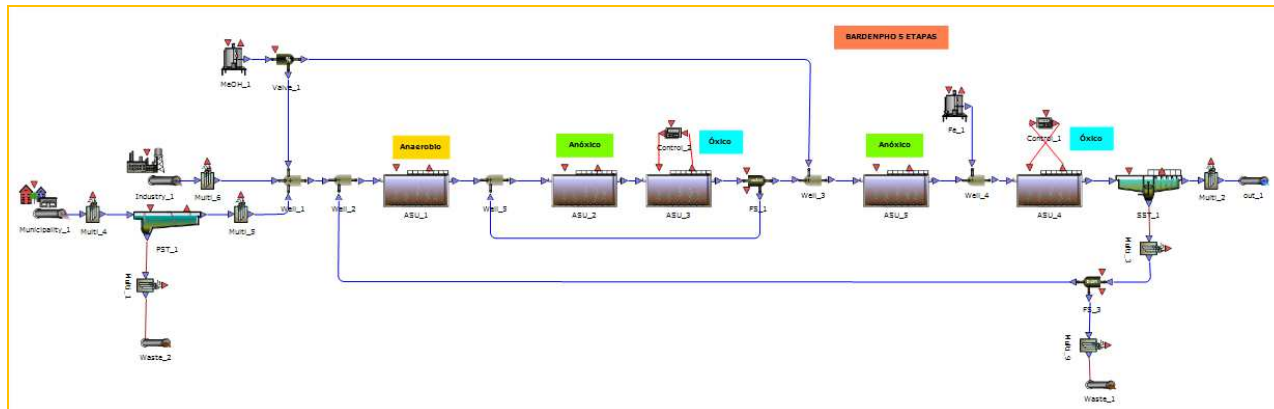 BARDENPHO 5 ETAPAS
MeOH_1
Valve_1
Fe_1
Anaerobio
Anóxico
Control_2
Óxico
Anóxico
Control_1
Óxico
Industry_1
Multi_6
Well_1
Well_2
ASU_1
ASU_2
ASU_3
FS_1
Well_3
ASU_5
Well_4
ASU_4
SST_1
Multi_2
out_1
Municipality_1
Multi_4
PST_1
Multi_5
Multi_3
Multi_1
FS_3
Waste_2
Multi_9
Waste_1